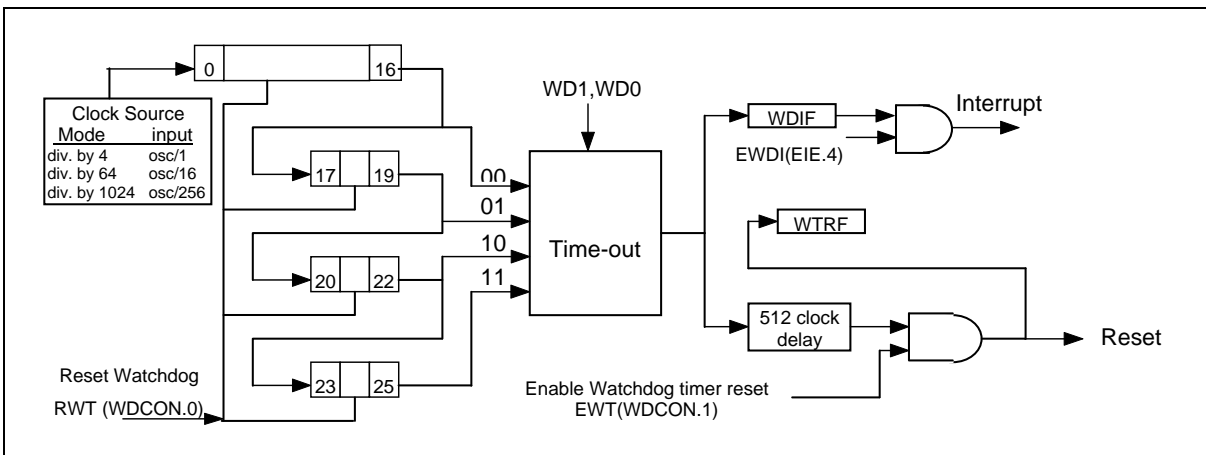 0 16
Clock Source
Mode input
div. by 4 osc/1
div. by 64 osc/16
div. by 1024 osc/256
17 19
20 22
23 25
Reset Watchdog
RWT (WDCON.0)
WD1,WD0
00
01
10
11
Time-out
WDIF
EWDI(EIE.4)
Interrupt
WTRF
512 clock
delay
Reset
Enable Watchdog timer reset
EWT(WDCON.1)